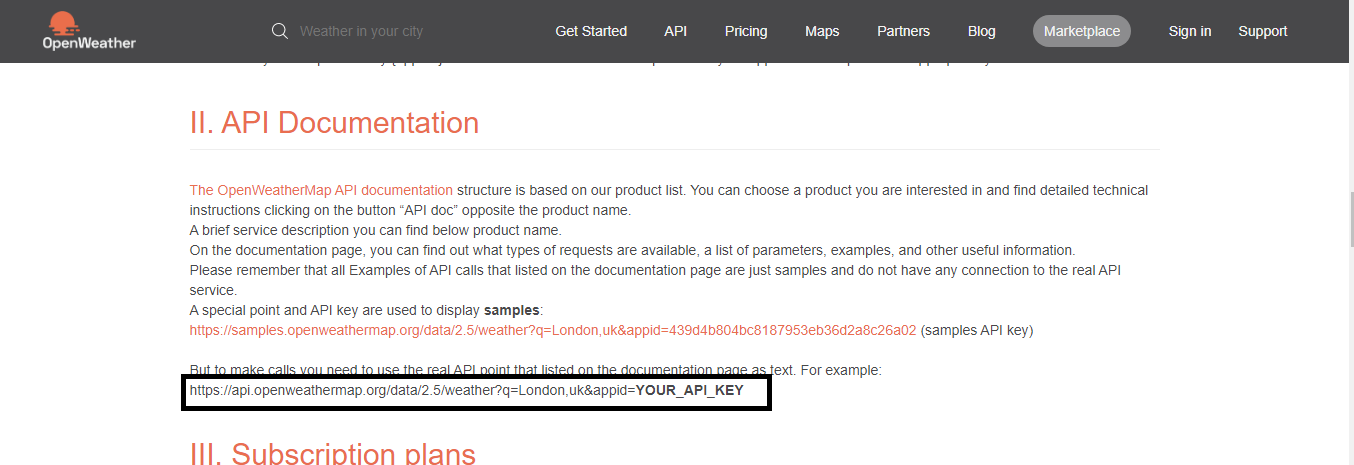 OpenWeather
Weather in your city
Get Started
API
Pricing
Maps
Partners
Blog
Marketplace
Sign in
Support
II. API Documentation
The OpenWeatherMap API documentation structure is based on our product list. You can choose a product you are interested in and find detailed technical
instructions clicking on the button “API doc” opposite the product name.
A brief service description you can find below product name.
On the documentation page, you can find out what types of requests are available, a list of parameters, examples, and other useful information.
Please remember that all Examples of API calls that listed on the documentation page are just samples and do not have any connection to the real API
service.
A special point and API key are used to display samples:
https://samples.openweathermap.org/data/2.5/weather?q=London,uk&appid=439d4b804bc8187953eb36d2a8c26a02 (samples API key)
But to make calls you need to use the real API point that listed on the documentation page as text. For example:
https://api.openweathermap.org/data/2.5/weather?q=London,uk&appid=YOUR_API_KEY
III. Subscription plans